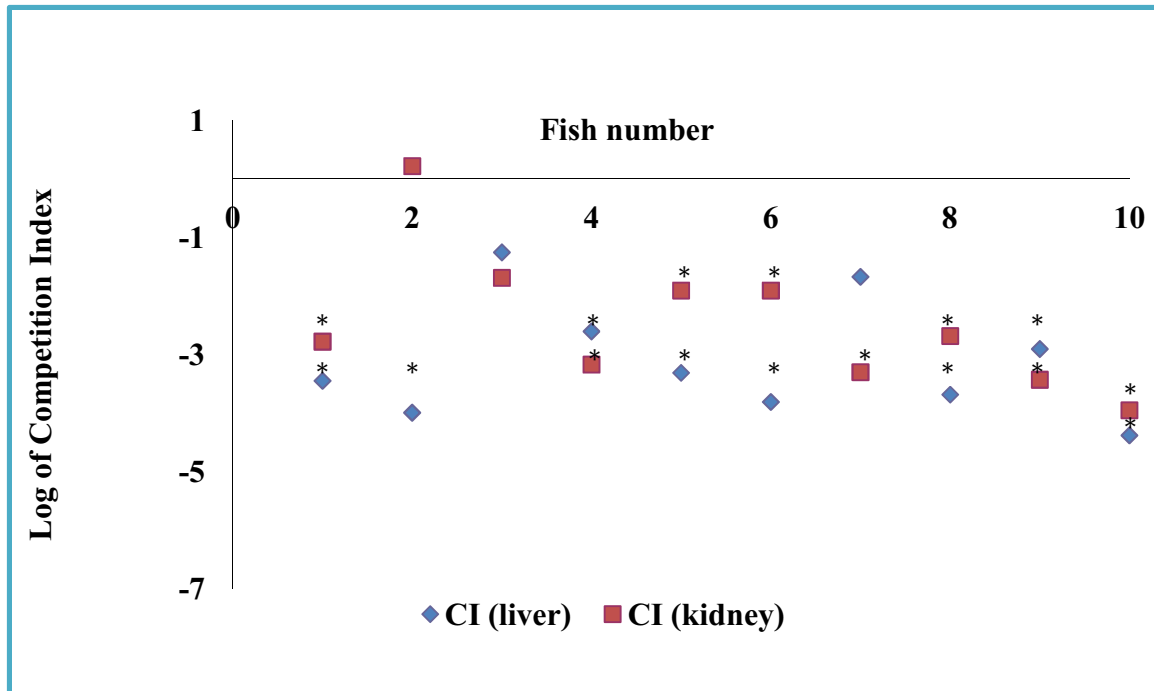 1
Fish number
0 2 4 6 8 10
-1
* *
* * * *
* * *
* * * * *
*
*
-3
-5
-7
Log of Competition Index
CI (liver) CI (kidney)